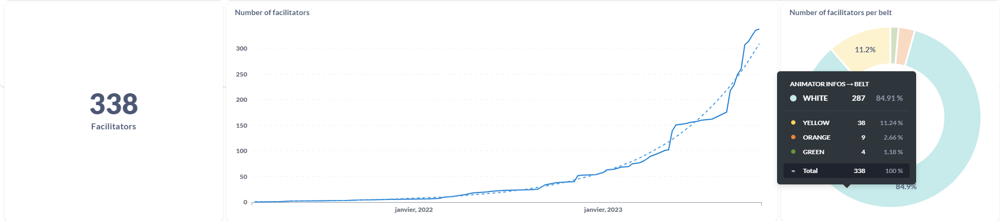 338
Facilitators
Number of facilitators
300
250
200
150
100
50
0
janvier, 2022
janvier, 2023
Number of facilitators per belt
11.2%
ANIMATOR INFOS → BELT
WHITE 287 84.91 %
YELLOW 38 11.24 %
ORANGE 9 2.66 %
GREEN 4 1.18 %
= Total 338 100 %
84.9%